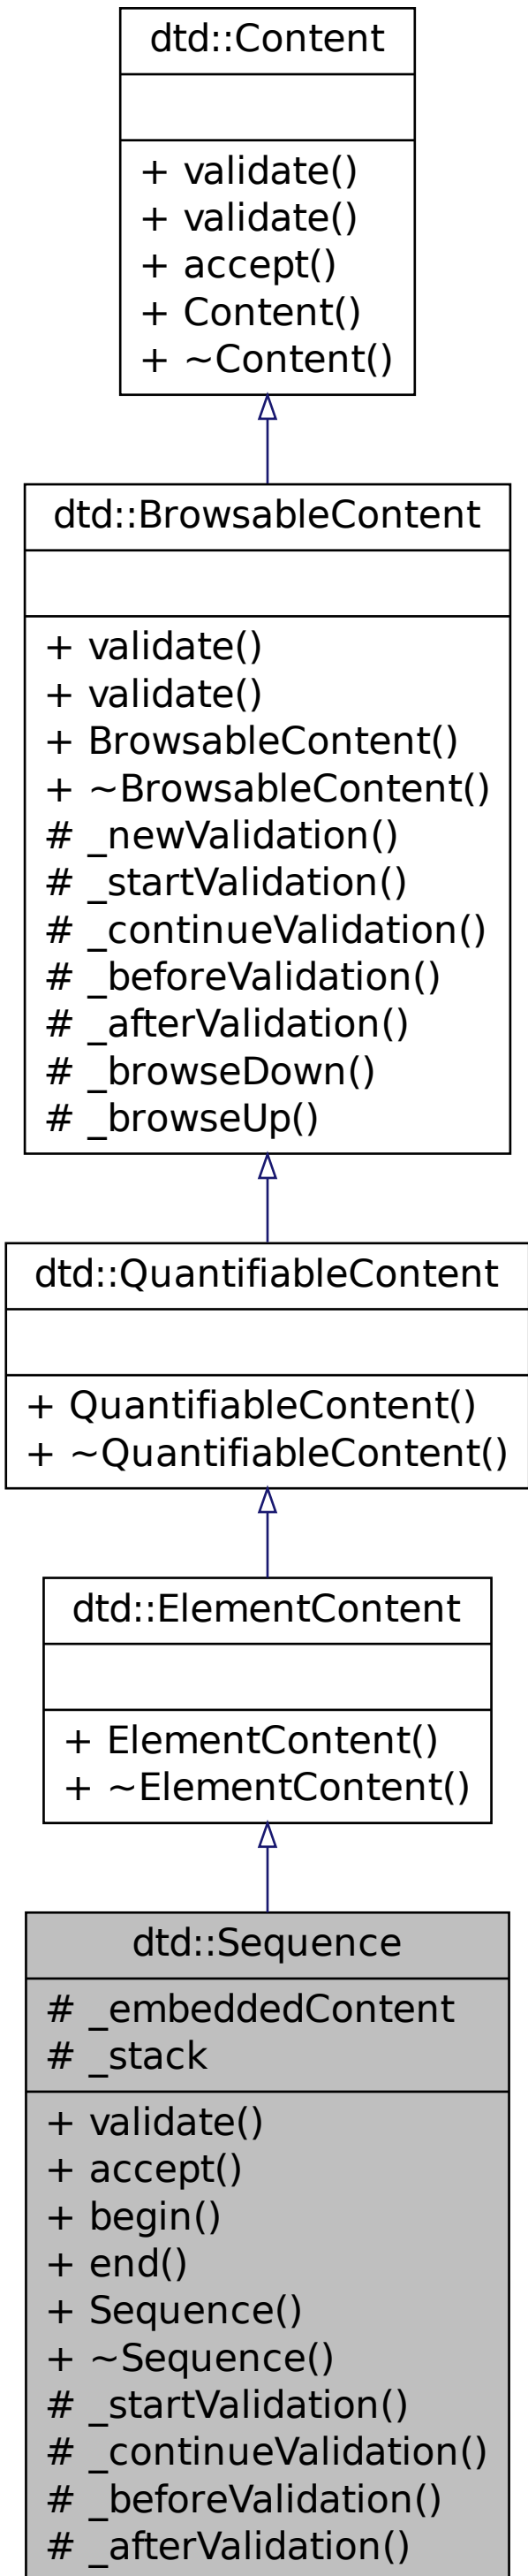 dtd::Content
+ validate()
+ validate()
+ accept()
+ Content()
+ ~Content()
dtd::BrowsableContent
+ validate()
+ validate()
+ BrowsableContent()
+ ~BrowsableContent()
# _newValidation()
# _startValidation()
# _continueValidation()
# _beforeValidation()
# _afterValidation()
# _browseDown()
# _browseUp()
dtd::QuantifiableContent
+ QuantifiableContent()
+ ~QuantifiableContent()
dtd::ElementContent
+ ElementContent()
+ ~ElementContent()
dtd::Sequence
# _embeddedContent
# _stack
+ validate()
+ accept()
+ begin()
+ end()
+ Sequence()
+ ~Sequence()
# _startValidation()
# _continueValidation()
# _beforeValidation()
# _afterValidation()